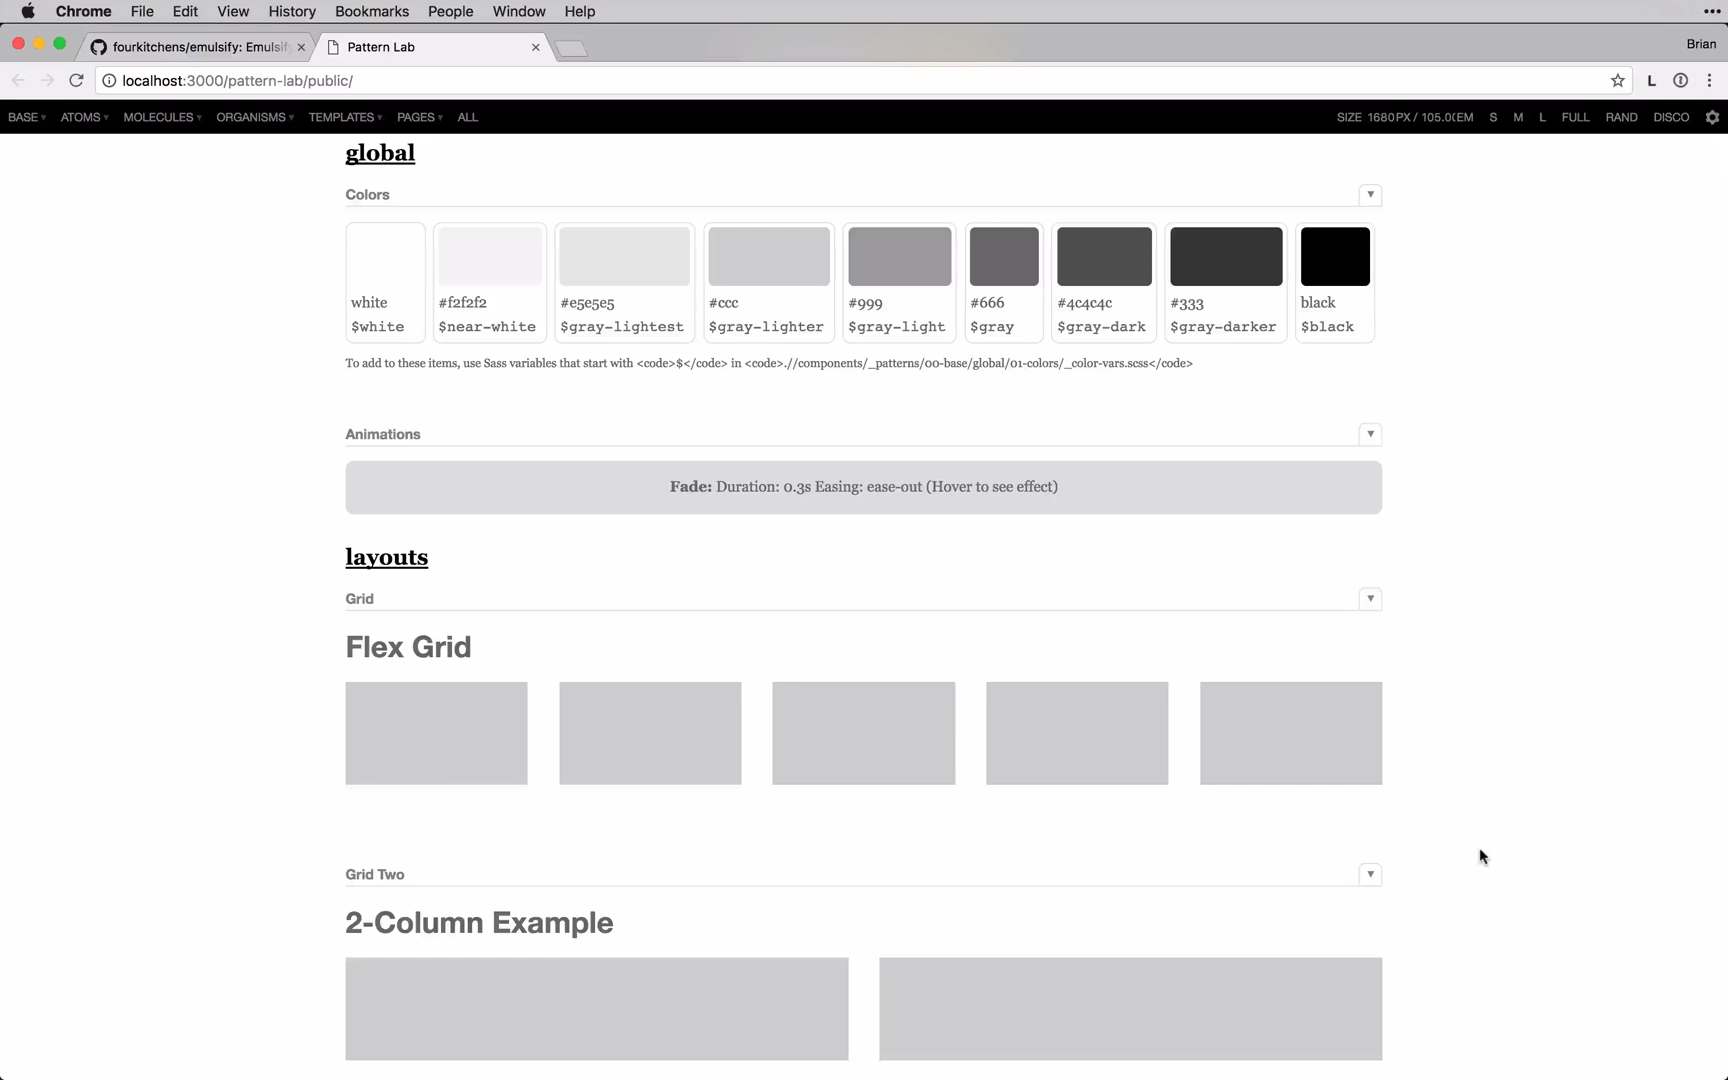 Chrome File Edit View History Bookmarks People Window Help
fourkitchens/emulsify: Emulsif
Pattern Lab
Brian
localhost:3000/pattern-lab/public/
L
BASE ATOMS MOLECULES ORGANISMS TEMPLATES PAGES ALL
SIZE 1680PX / 105.0(EM S M L FULL RAND DISCO
global
Colors
white #f2f2f2 #e5e5e5 #ccc #999 #666 #4c4c4c #333 black
$white $near-white $gray-lightest $gray-lighter $gray-light $gray $gray-dark $gray-darker $black
To add to these items, use Sass variables that start with <code>$</code> in <code>.//components/_patterns/00-base/global/01-colors/_color-vars.scss</code>
Animations
Fade: Duration: 0.3s Easing: ease-out (Hover to see effect)
layouts
Grid
Flex Grid
Grid Two
2-Column Example